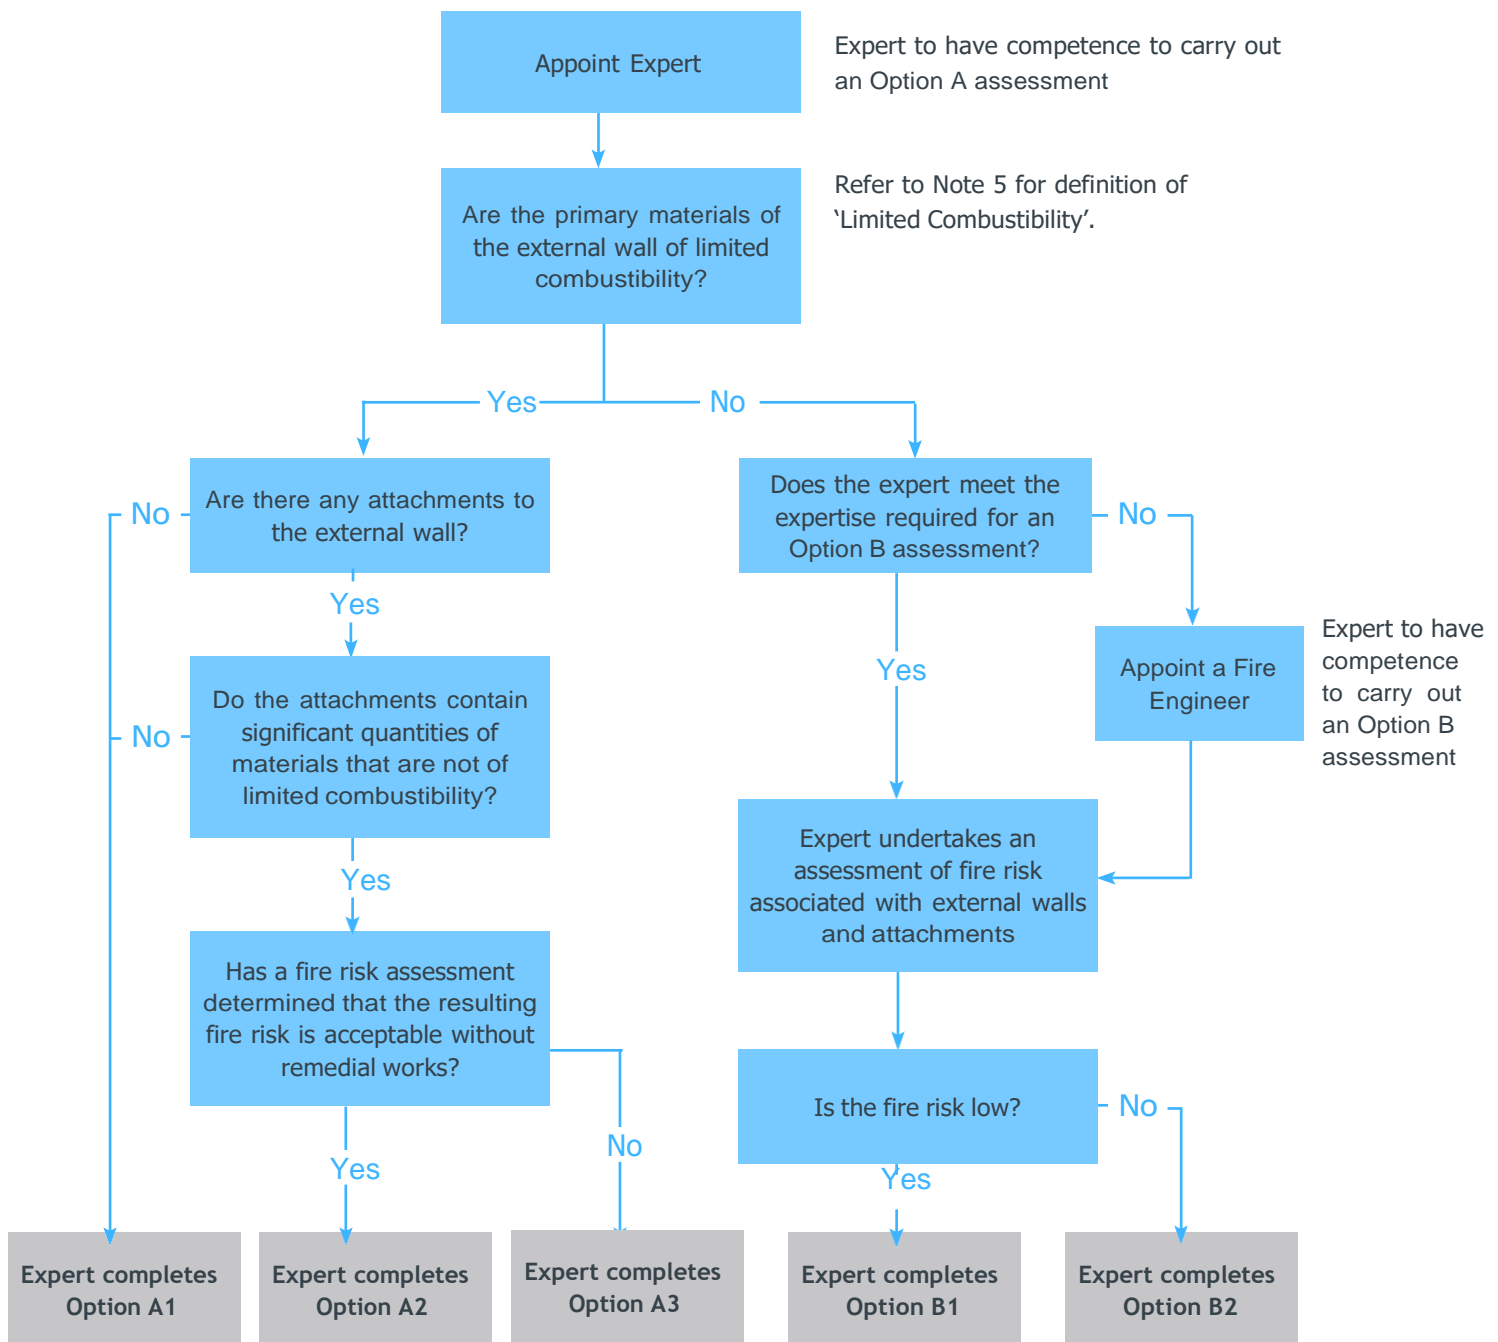 Appoint Expert
Expert to have competence to carry out
an Option A assessment
Are the primary materials of
the external wall of limited
combustibility?
Refer to Note 5 for definition of
‘Limited Combustibility’.
Yes
No
Are there any attachments to
the external wall?
No
Yes
Does the expert meet the
expertise required for an
Option B assessment?
No
Yes
Appoint a Fire
Engineer
Expert to have
competence
to carry out
an Option B
assessment
Do the attachments contain
significant quantities of
materials that are not of
limited combustibility?
No
Yes
Expert undertakes an
assessment of fire risk
associated with external walls
and attachments
Has a fire risk assessment
determined that the resulting
fire risk is acceptable without
remedial works?
Yes
No
Is the fire risk low?
No
Yes
Expert completes
Option A1
Expert completes
Option A2
Expert completes
Option A3
Expert completes
Option B1
Expert completes
Option B2